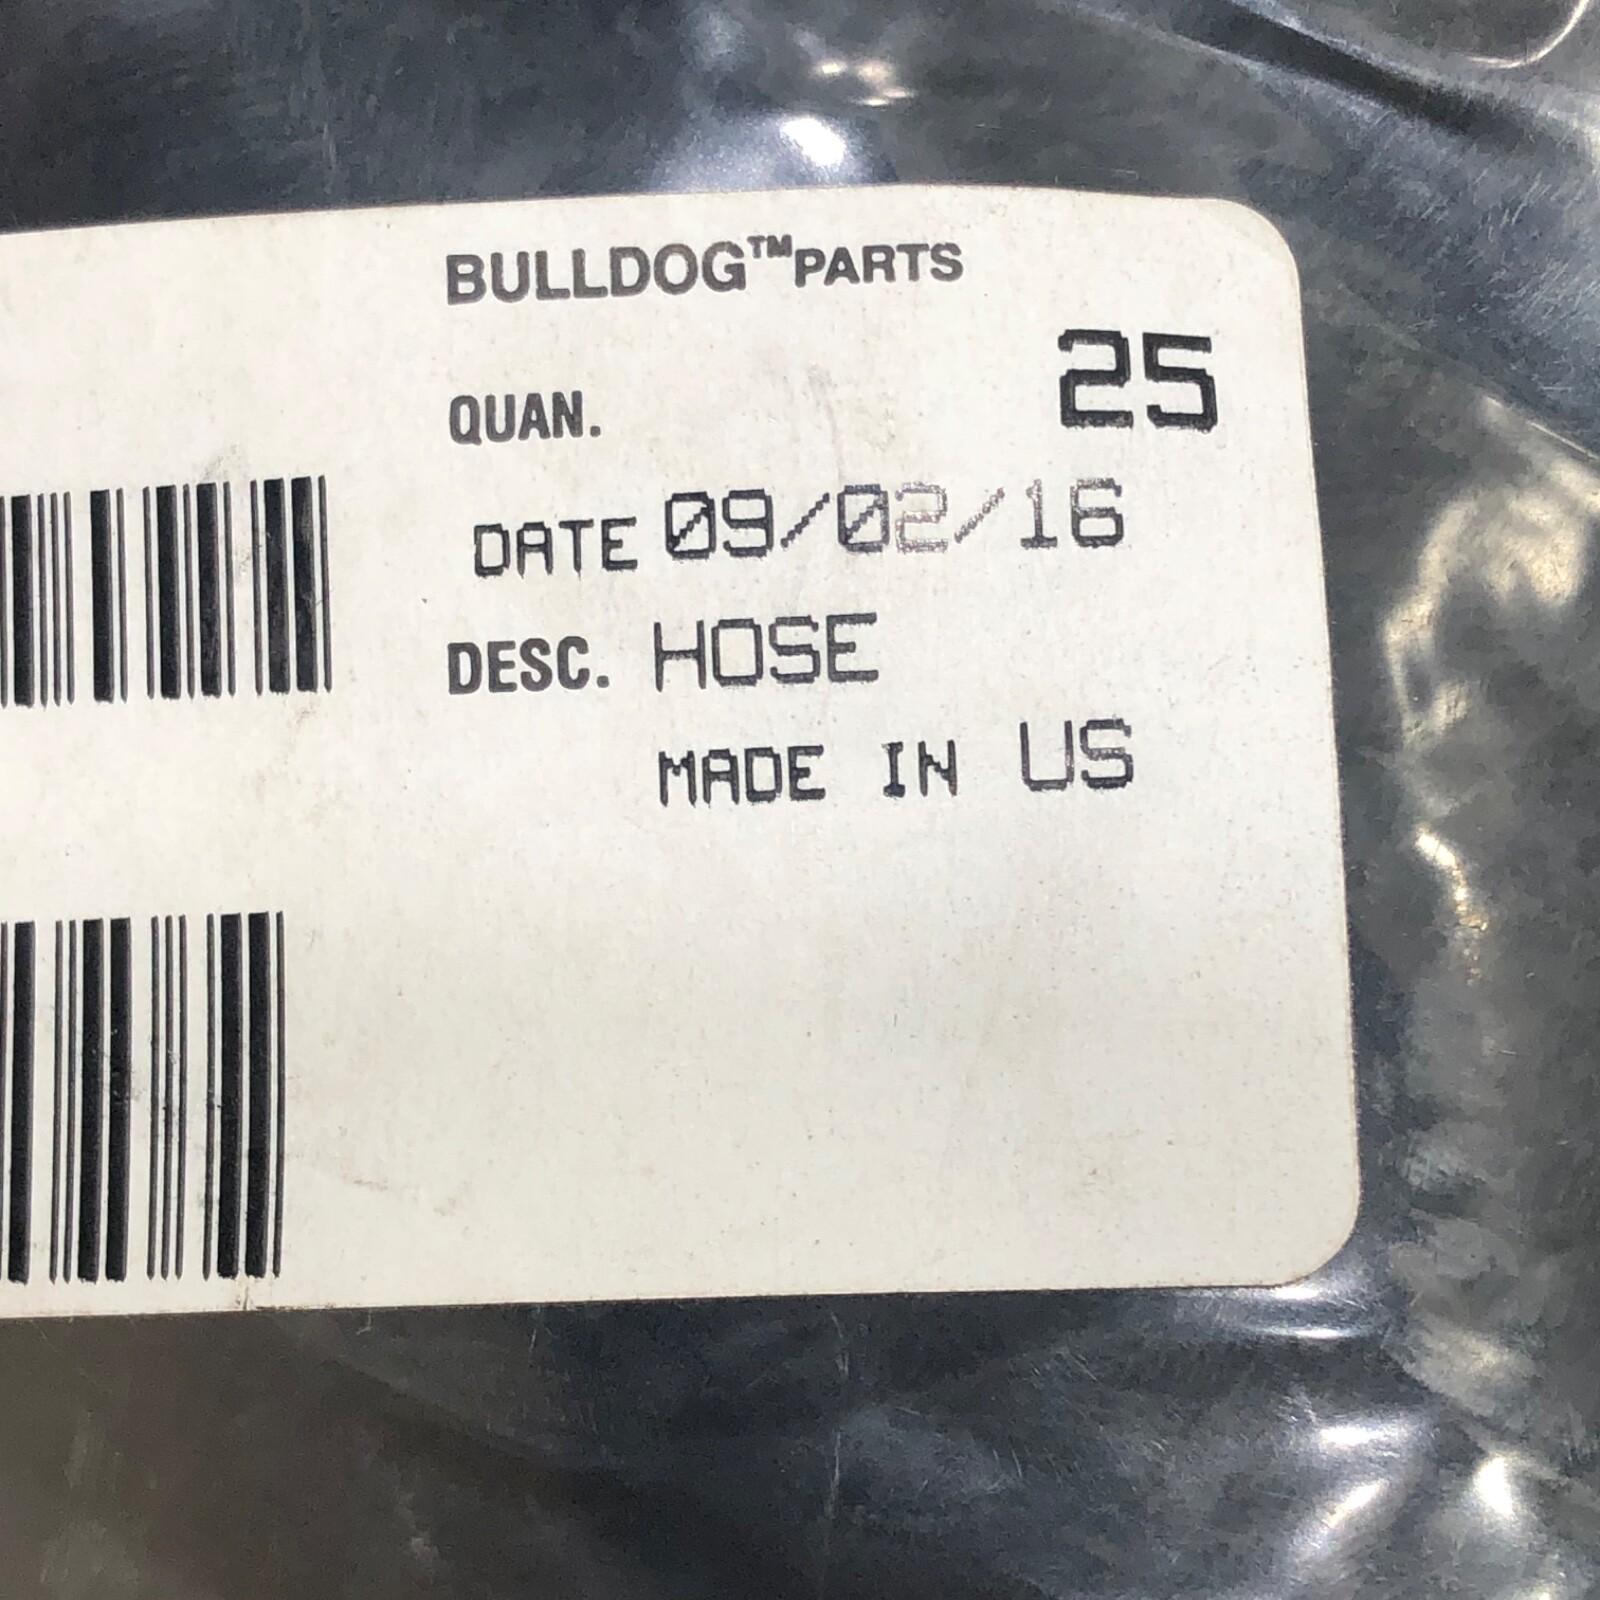 BULLDOG™PARTS
QUAN. 25
DATE 09/02/16
DESC. HOSE
MADE IN US